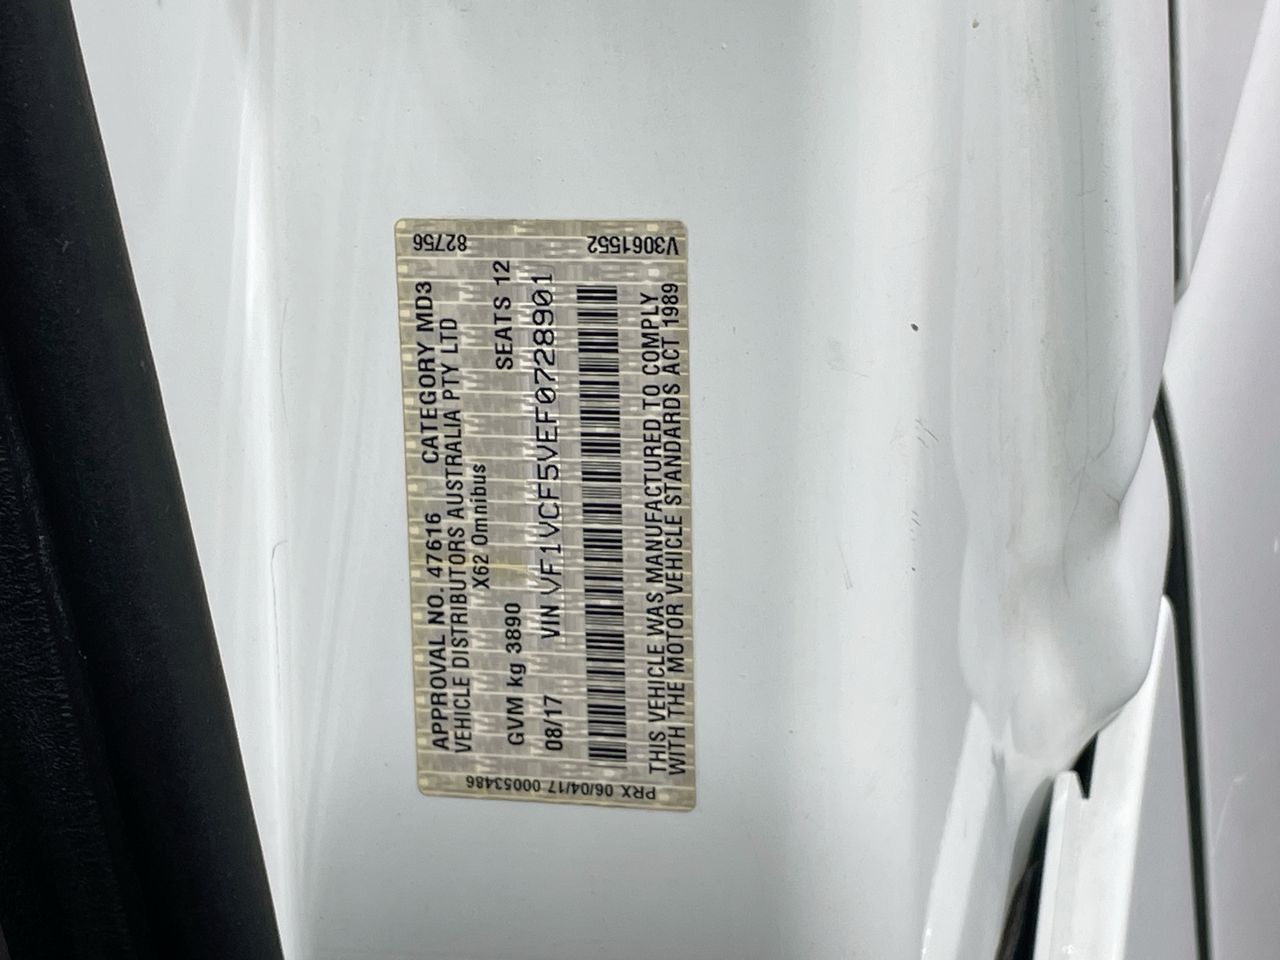 82756
V3061552
APPROVAL NO. 47616 CATEGORY MD3
VEHICLE DISTRIBUTORS AUSTRALIA PTY LTD
X62 Omnibus
GVM kg 3890 SEATS 12
08/17 VIN VF1VCF5VEF0728901
THIS VEHICLE WAS MANUFACTURED TO COMPLY
WITH THE MOTOR VEHICLE STANDARDS ACT 1989
PRX 06/04/17 00053486